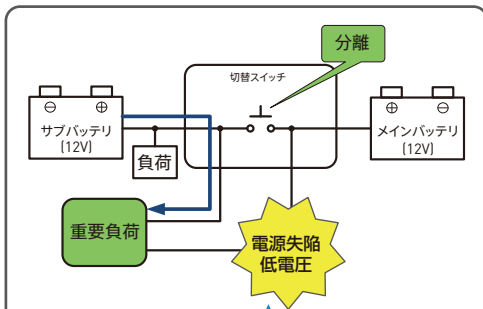 分離
切替スイッチ
⊖ ⊕
サブバッテリ
(12V)
⊕ ⊖
メインバッテリ
(12V)
負荷
重要負荷
電源失陥
低電圧